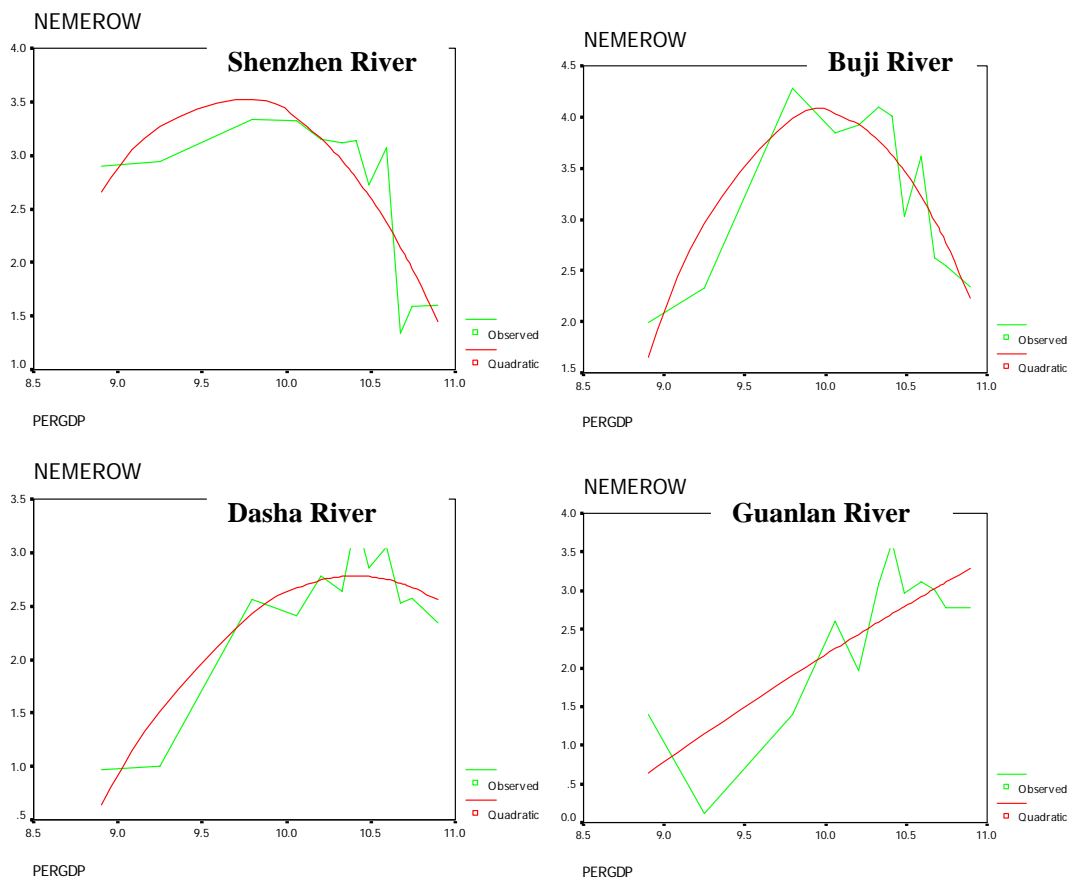 NEMEROW
Shenzhen River
4.0
3.5
3.0
2.5
2.0
1.5
1.0
8.5 9.0 9.5 10.0 10.5 11.0
PERGDP
Observed
Quadratic
NEMEROW
Buji River
4.5
4.0
3.5
3.0
2.5
2.0
1.5
8.5 9.0 9.5 10.0 10.5 11.0
PERGDP
Observed
Quadratic
NEMEROW
Dasha River
3.5
3.0
2.5
2.0
1.5
1.0
.5
8.5 9.0 9.5 10.0 10.5 11.0
PERGDP
Observed
Quadratic
NEMEROW
Guanlan River
4.0
3.5
3.0
2.5
2.0
1.5
1.0
.5
0.0
8.5 9.0 9.5 10.0 10.5 11.0
PERGDP
Observed
Quadratic